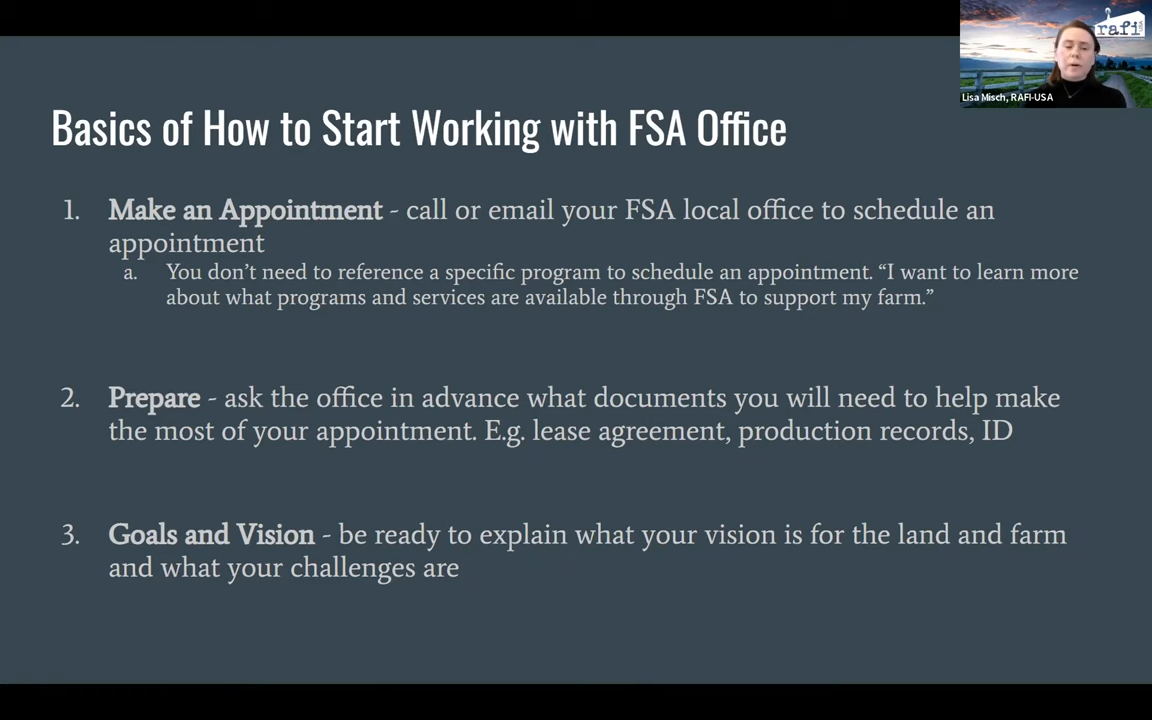 rafi
USA
Lisa Misch, RAFI-USA
Basics of How to Start Working with FSA Office
1. Make an Appointment - call or email your FSA local office to schedule an
appointment
a. You don’t need to reference a specific program to schedule an appointment. “I want to learn more
about what programs and services are available through FSA to support my farm.”
2. Prepare - ask the office in advance what documents you will need to help make
the most of your appointment. E.g. lease agreement, production records, ID
3. Goals and Vision - be ready to explain what your vision is for the land and farm
and what your challenges are